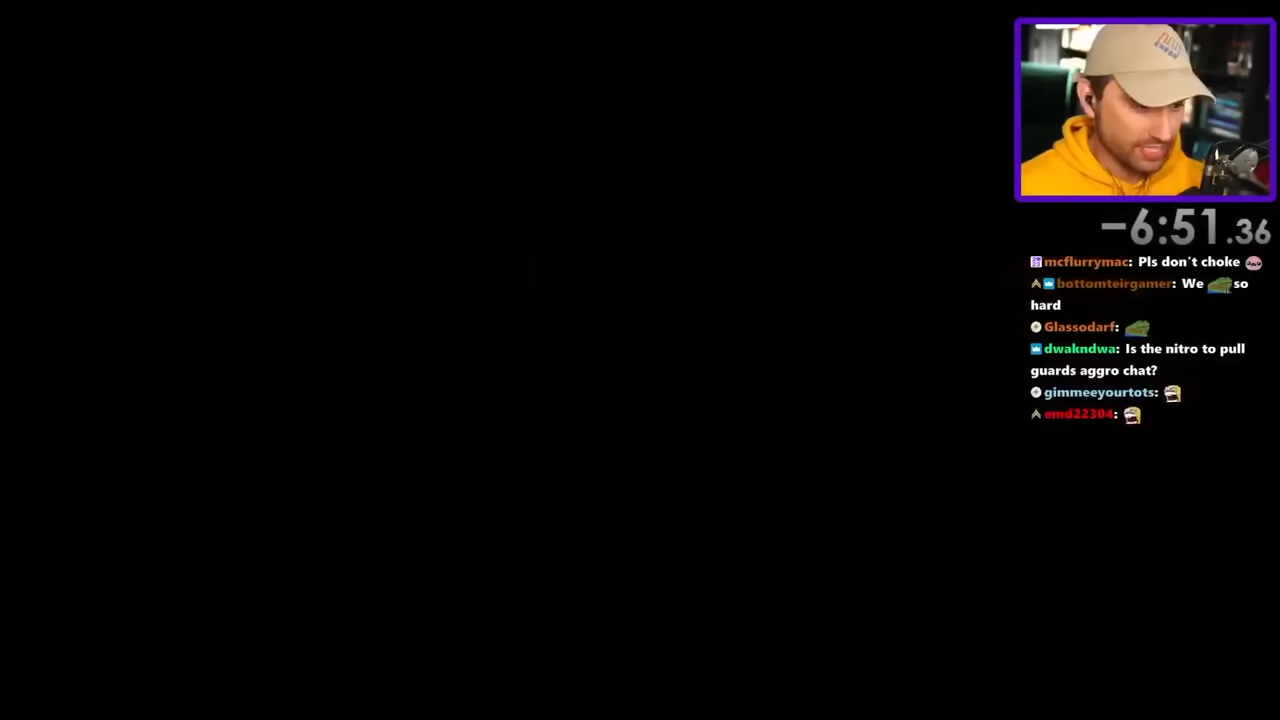 −6:51.36
mcflurrymac: Pls don't choke
bottomteirgamer: We so
hard
Glassodarf:
dwakndwa: Is the nitro to pull
guards aggro chat?
gimmeeyourtots:
emd22304: